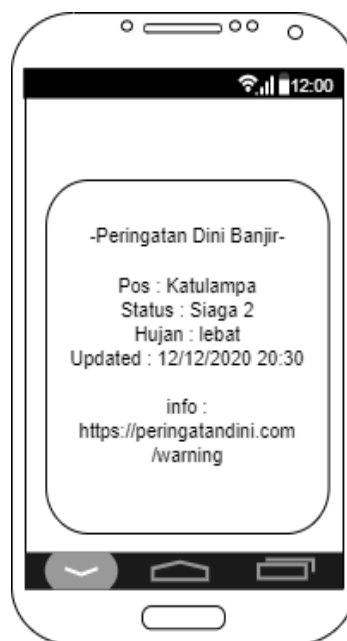 12:00
-Peringatan Dini Banjir-
Pos : Katulampa
Status : Siaga 2
Hujan : lebat
Updated : 12/12/2020 20:30
info :
https://peringatandini.com
/warning